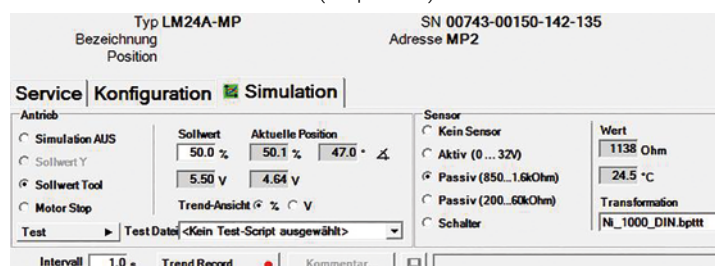 Typ LM24A-MP SN 00743-00150-142-135
Bezeichnung Adresse MP2
Position
Service Konfiguration Simulation
Antrieb
Simulation AUS
Sollwert Y
Sollwert Tool
Motor Stop
Sollwert Aktuelle Position
50.0 % 50.1 % 47.0 °
5.50 V 4.64 V
Trend-Ansicht % V
Test Test Datei <Kein Test-Script ausgewählt>
Sensor
Kein Sensor
Aktiv (0 ... 32V)
Passiv (850...1.6kOhm)
Passiv (200...60kOhm)
Schalter
Wert
1138 Ohm
24.5 °C
Transformation
Ni_1000_DIN.bpttt
Intervall 1.0 s Trend Record Kommentar